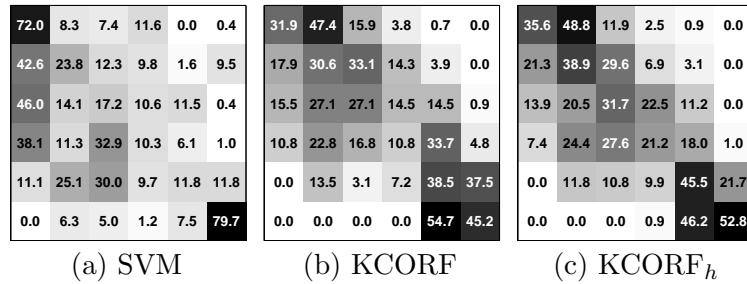 72.0 8.3 7.4 11.6 0.0 0.4 31.9 47.4 15.9 3.8 0.7 0.0 35.6 48.8 11.9 2.5 0.9 0.0
42.6 23.8 12.3 9.8 1.6 9.5 17.9 30.6 33.1 14.3 3.9 0.0 21.3 38.9 29.6 6.9 3.1 0.0
46.0 14.1 17.2 10.6 11.5 0.4 15.5 27.1 27.1 14.5 14.5 0.9 13.9 20.5 31.7 22.5 11.2 0.0
38.1 11.3 32.9 10.3 6.1 1.0 10.8 22.8 16.8 10.8 33.7 4.8 7.4 24.4 27.6 21.2 18.0 1.0
11.1 25.1 30.0 9.7 11.8 11.8 0.0 13.5 3.1 7.2 38.5 37.5 0.0 11.8 10.8 9.9 45.5 21.7
0.0 6.3 5.0 1.2 7.5 79.7 0.0 0.0 0.0 0.0 54.7 45.2 0.0 0.0 0.0 0.9 46.2 52.8
(a) SVM (b) KCORF (c) KCORF_h